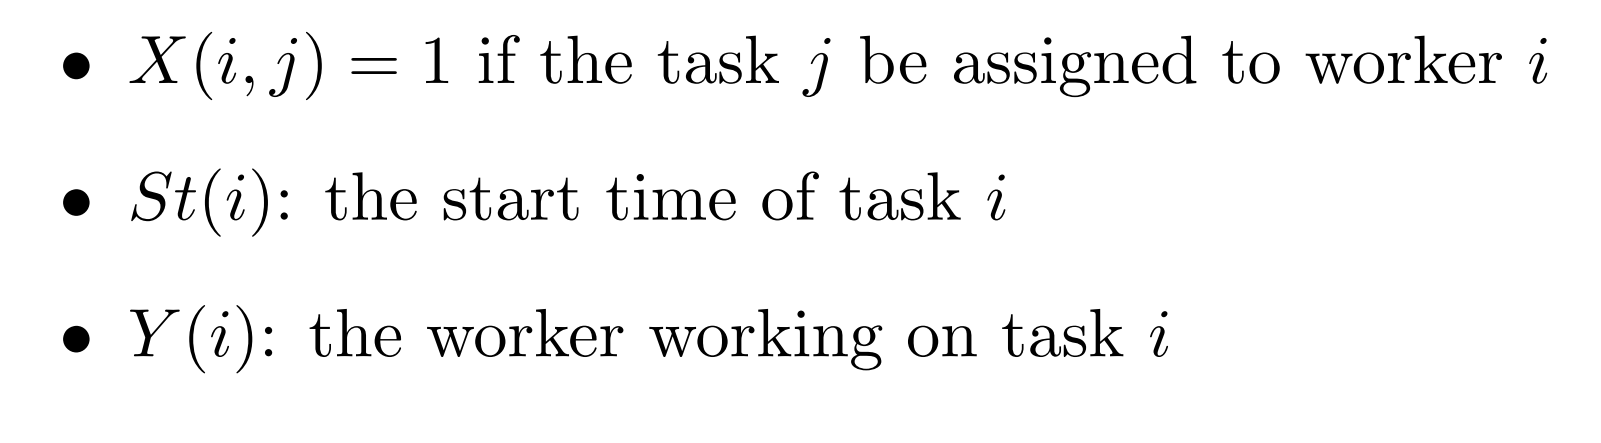 • X(i, j) = 1 if the task j be assigned to worker i
• St(i): the start time of task i
• Y(i): the worker working on task i